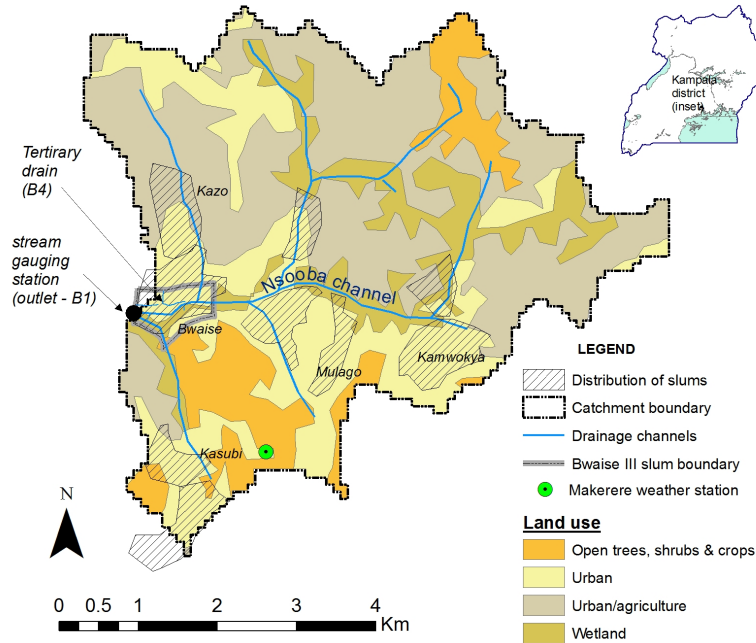 Kampala
district
(inset)
Tertirary
drain
(B4)
Kazo
stream
gauging
station
(outlet - B1)
Nsooba channel
Bwaise
Mulago
Kamwokya
Kasubi
N
0 0.5 1 2 3 4
Km
LEGEND
Distribution of slums
Catchment boundary
Drainage channels
Bwaise III slum boundary
Makerere weather station
Land use
Open trees, shrubs & crops
Urban
Urban/agriculture
Wetland